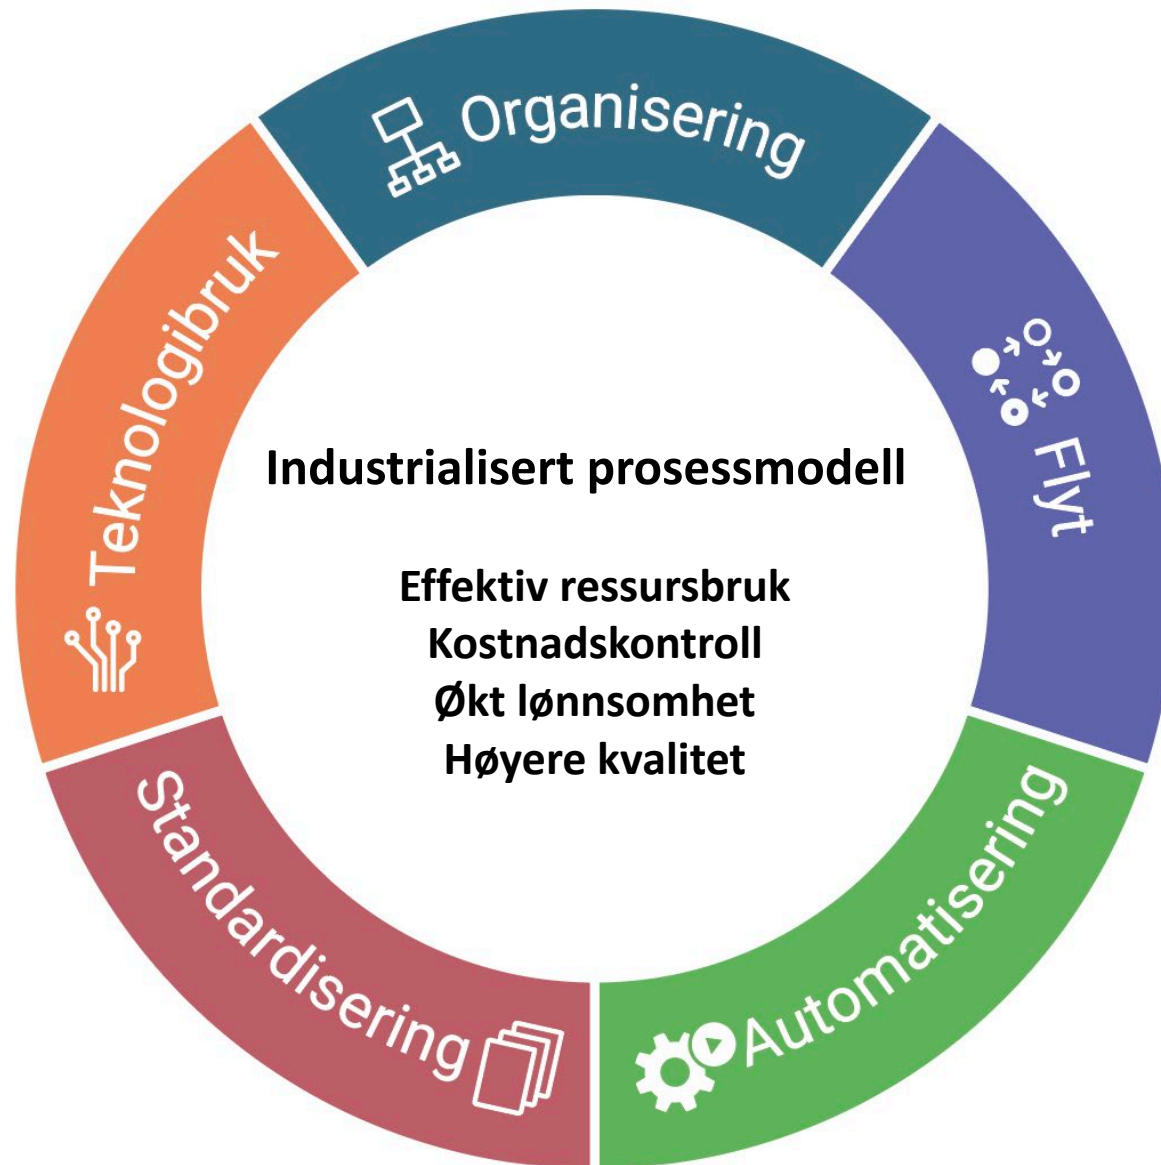 Organisering
Flyt
Automatisering
Standardisering
Teknologibruk
Industrialisert prosessmodell
Effektiv ressursbruk
Kostnadskontroll
Økt lønnsomhet
Høyere kvalitet